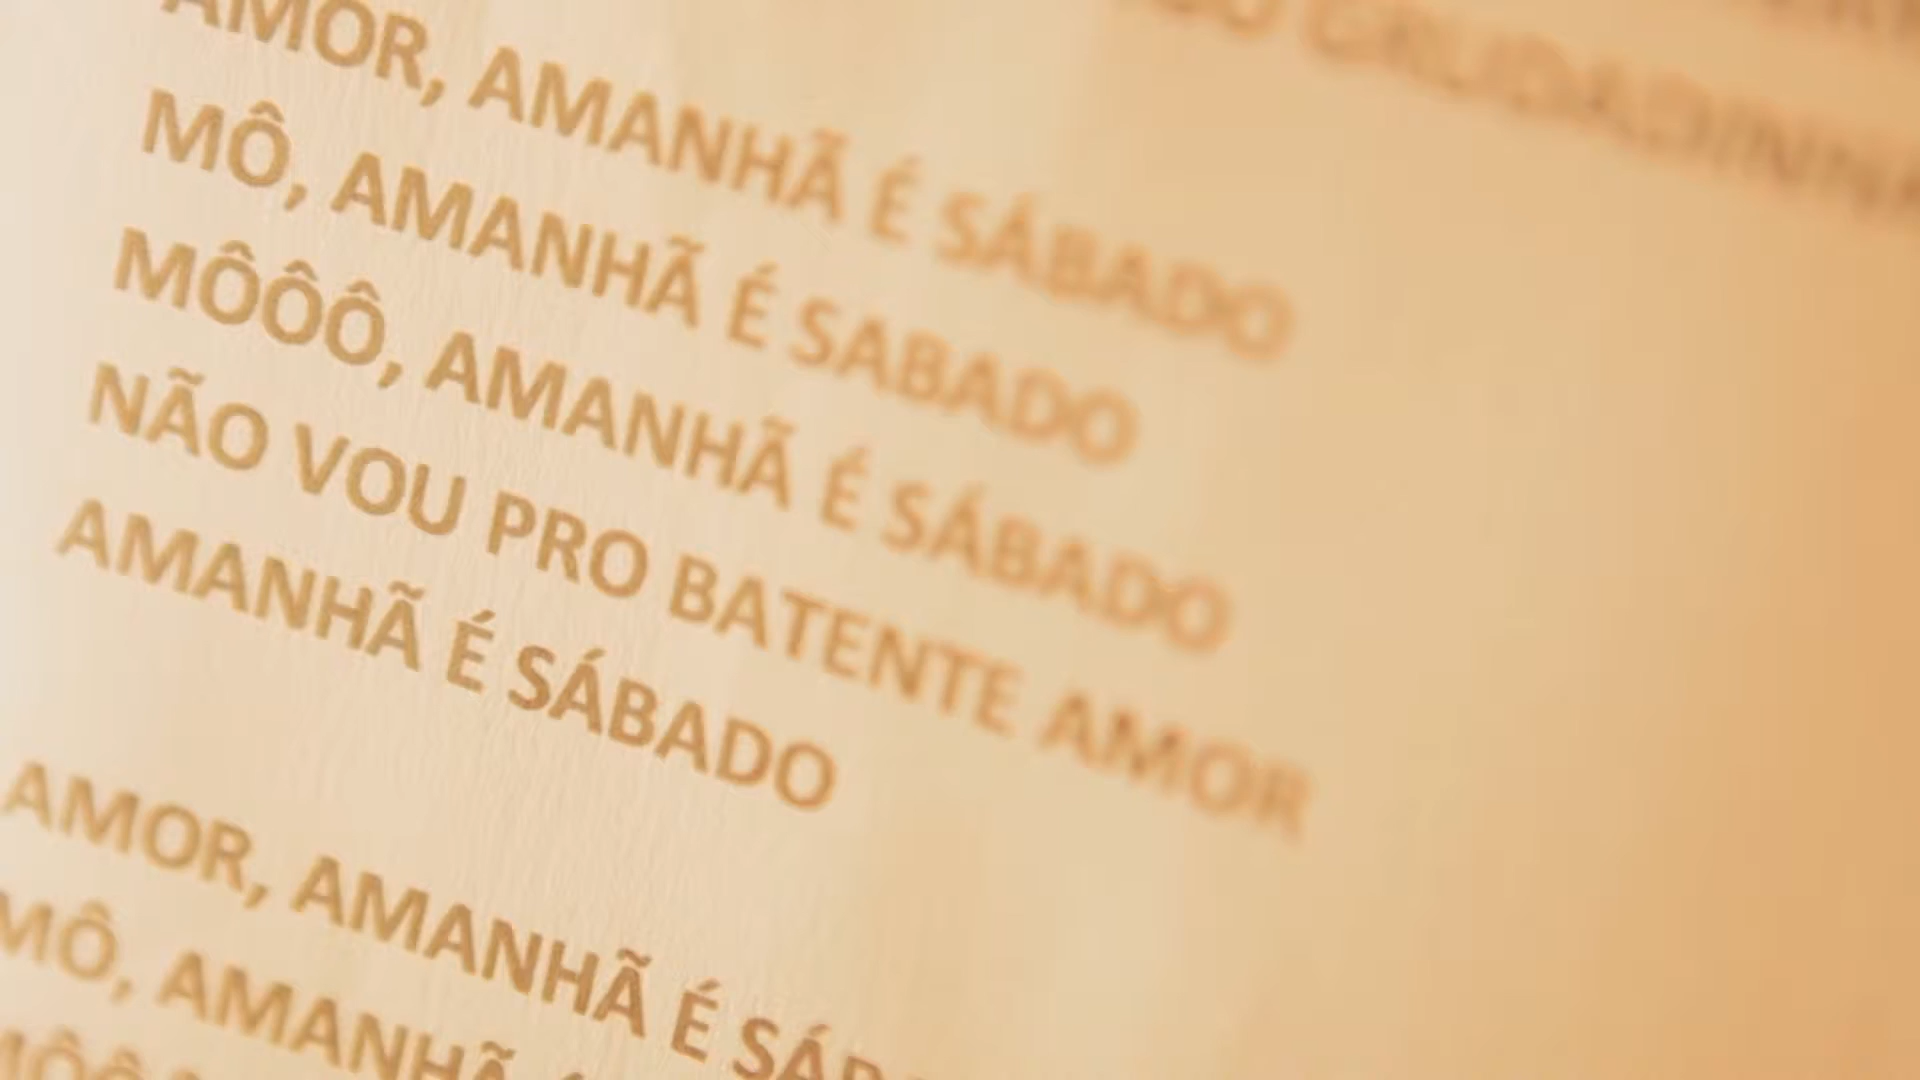 AMOR, AMANHÃ É SÁBADO
MÔ, AMANHÃ É SABADO
MÔÔÔ, AMANHÃ É SÁBADO
NÃO VOU PRO BATENTE AMOR
AMANHÃ É SÁBADO
AMOR, AMANHÃ É
MÔ, AMANHÃ